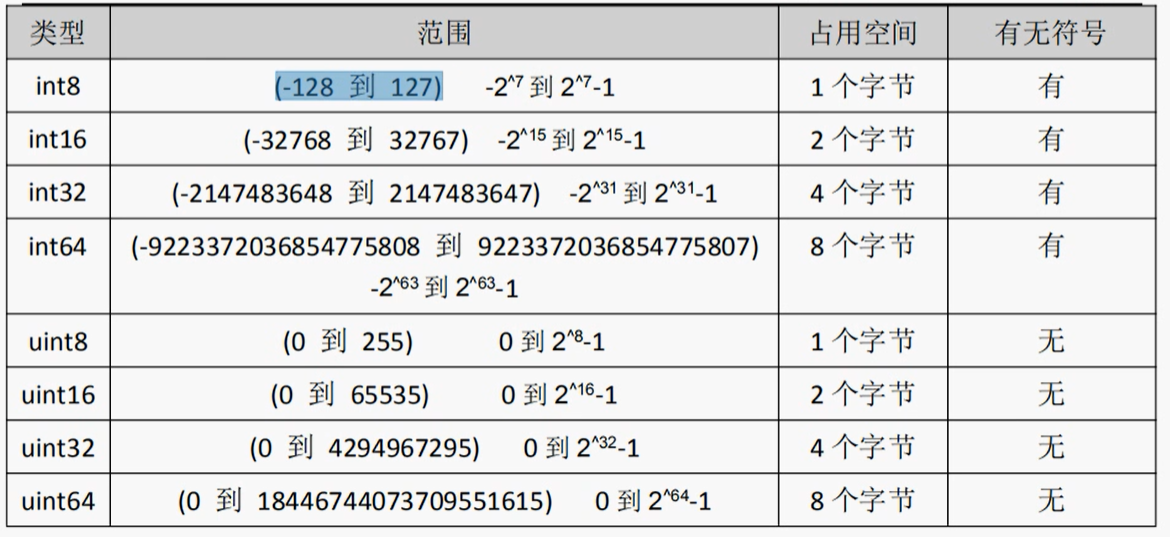 类型 范围 占用空间 有无符号
int8 (-128 到 127) -2^7 到 2^7-1 1 个字节 有
int16 (-32768 到 32767) -2^15 到 2^15-1 2 个字节 有
int32 (-2147483648 到 2147483647) -2^31 到 2^31-1 4 个字节 有
int64 (-9223372036854775808 到 9223372036854775807) 8 个字节 有
-2^63 到 2^63-1
uint8 (0 到 255) 0 到 2^8-1 1 个字节 无
uint16 (0 到 65535) 0 到 2^16-1 2 个字节 无
uint32 (0 到 4294967295) 0 到 2^32-1 4 个字节 无
uint64 (0 到 18446744073709551615) 0 到 2^64-1 8 个字节 无